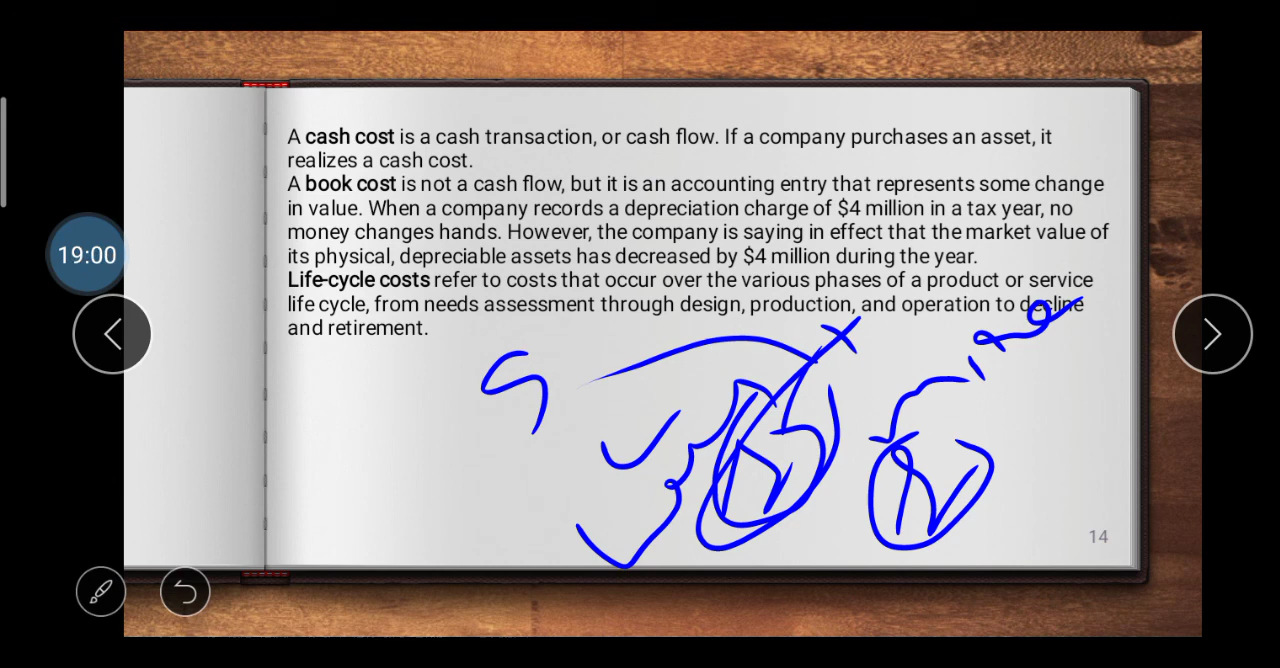 A cash cost is a cash transaction, or cash flow. If a company purchases an asset, it
realizes a cash cost.
A book cost is not a cash flow, but it is an accounting entry that represents some change
in value. When a company records a depreciation charge of $4 million in a tax year, no
money changes hands. However, the company is saying in effect that the market value of
its physical, depreciable assets has decreased by $4 million during the year.
Life-cycle costs refer to costs that occur over the various phases of a product or service
life cycle, from needs assessment through design, production, and operation to decline
and retirement.
19:00
14